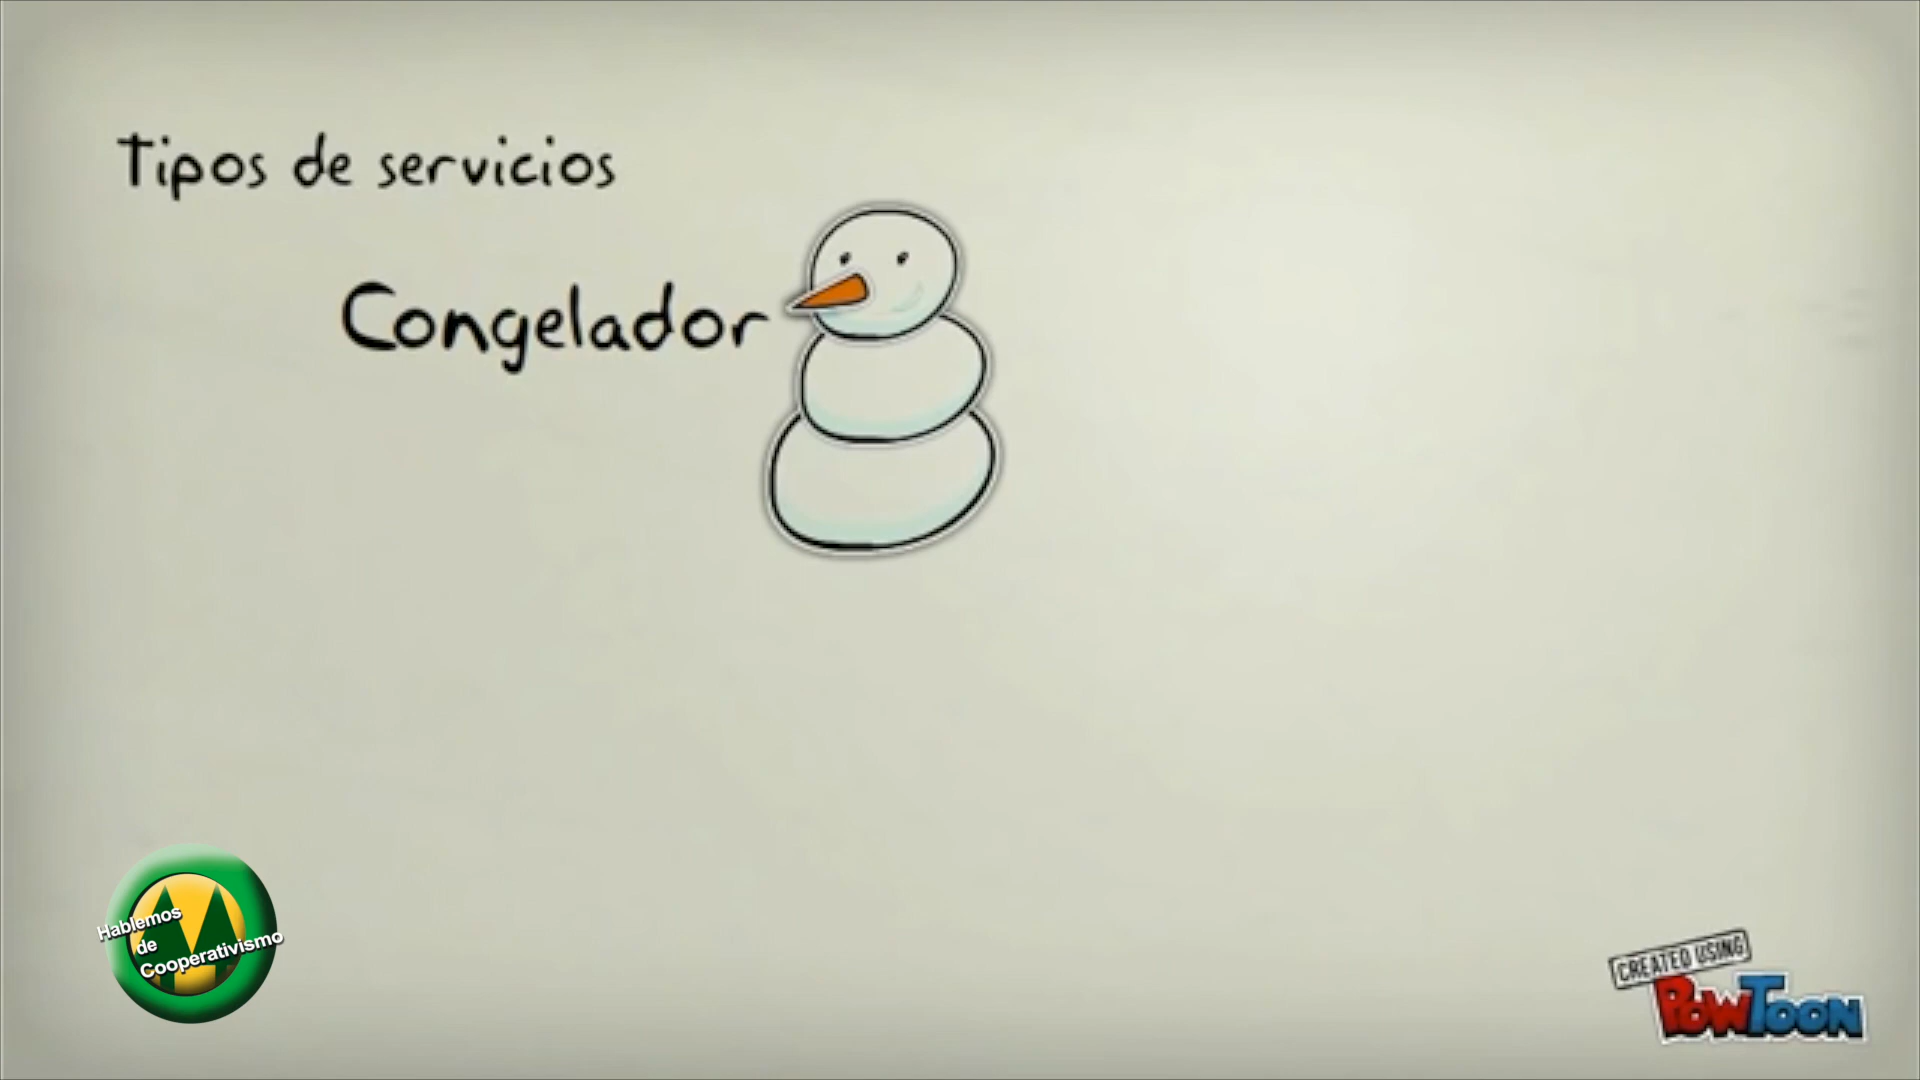 Tipos de servicios
Congelador
Hablemos
de
Cooperativismo
CREATED USING
POWTOON